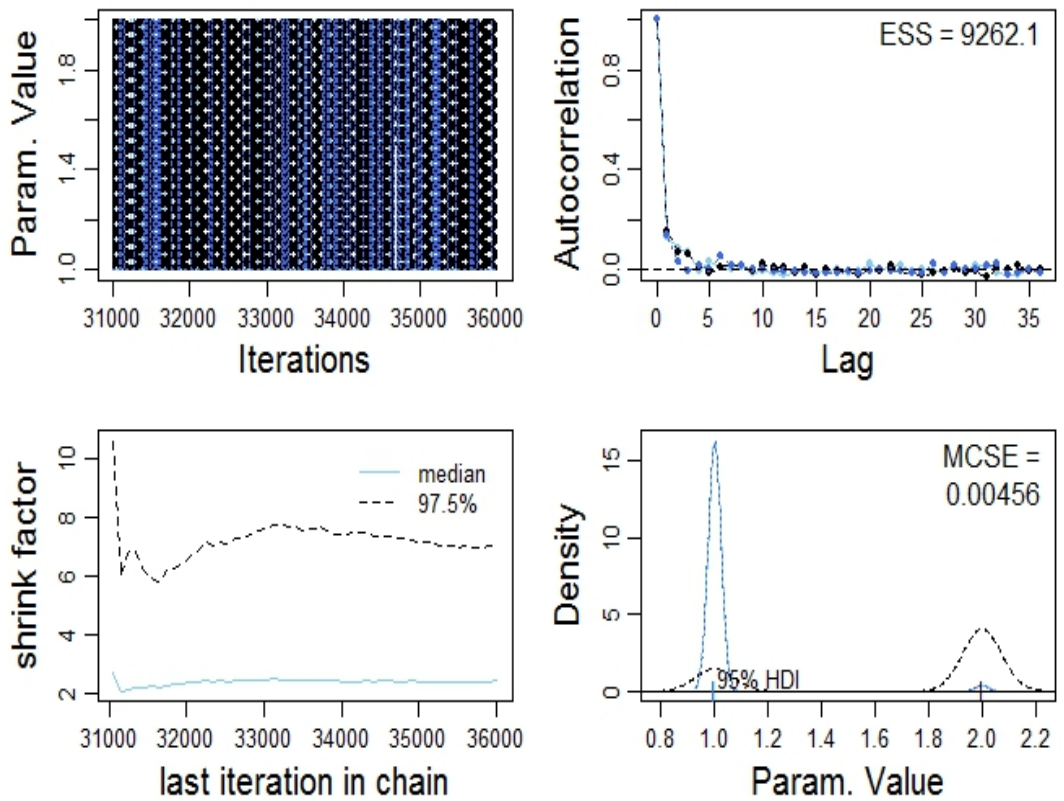 Param. Value
1.0 1.4 1.8
31000 32000 33000 34000 35000 36000
Iterations
ESS = 9262.1
Autocorrelation
0.0 0.4 0.8
0 5 10 15 20 25 30 35
Lag
shrink factor
2 4 6 8 10
median
97.5%
31000 32000 33000 34000 35000 36000
last iteration in chain
MCSE =
0.00456
Density
0 5 10 15
95% HDI
0.8 1.0 1.2 1.4 1.6 1.8 2.0 2.2
Param. Value